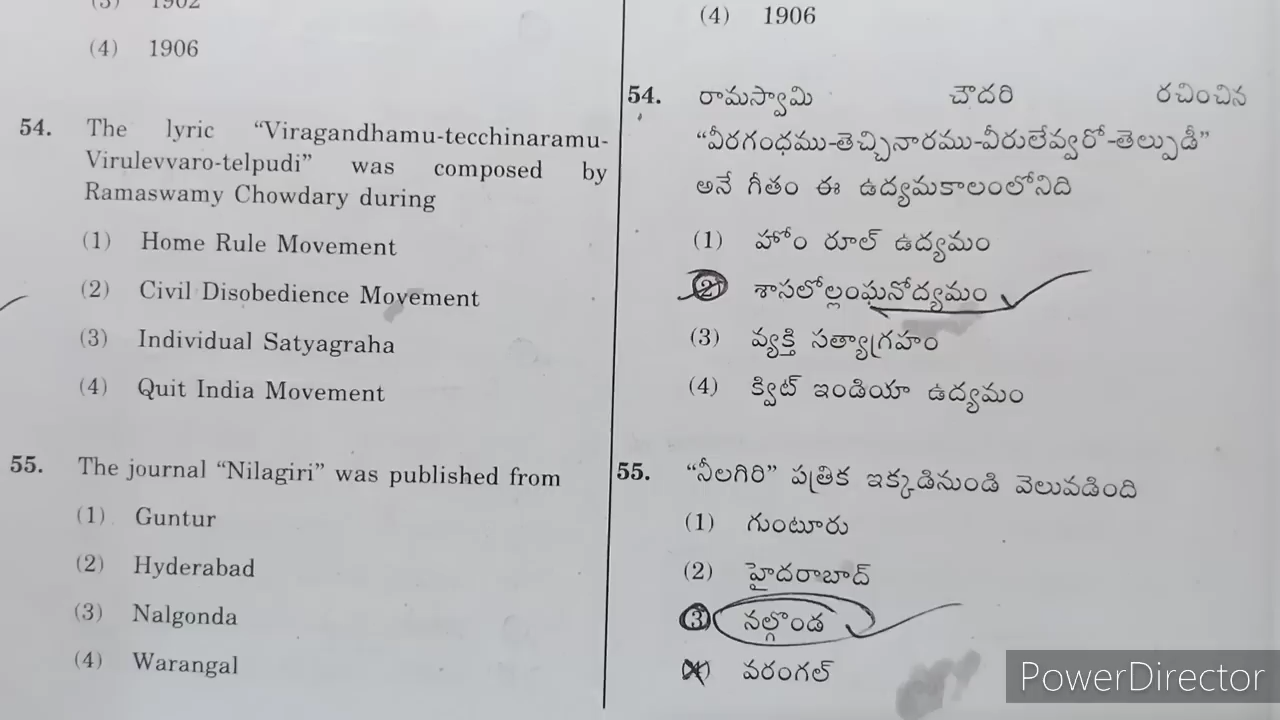 (3) 1902
(4) 1906
54. The lyric “Viragandhamu-tecchinaramu-
Virulevvaro-telpudi” was composed by
Ramaswamy Chowdary during
(1) Home Rule Movement
(2) Civil Disobedience Movement
(3) Individual Satyagraha
(4) Quit India Movement
55. The journal “Nilagiri” was published from
(1) Guntur
(2) Hyderabad
(3) Nalgonda
(4) Warangal
(4) 1906
54. రామస్వామి చౌదరి రచించిన
“వీరగంధము-తెచ్చినారము-వీరులేవ్వరో-తెల్పుడీ”
అనే గీతం ఈ ఉద్యమకాలంలోనిది
(1) హోం రూల్ ఉద్యమం
(2) శాసలోల్లంఘనోద్యమం
(3) వ్యక్తి సత్యాగ్రహం
(4) క్విట్ ఇండియా ఉద్యమం
55. “నీలగిరి” పత్రిక ఇక్కడినుండి వెలువడింది
(1) గుంటూరు
(2) హైదరాబాద్
(3) నల్గొండ
(4) వరంగల్
PowerDirector